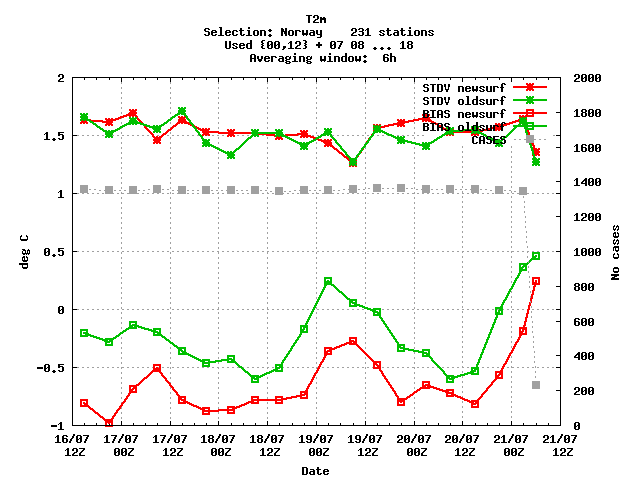 T2m
Selection: Norway 231 stations
Used {00,12} + 07 08 ... 18
Averaging window: 6h
STDV newsurf
STDV oldsurf
BIAS newsurf
BIAS oldsurf
CASES
deg C
2
1.5
1
0.5
0
-0.5
-1
No cases
2000
1800
1600
1400
1200
1000
800
600
400
200
0
16/07 17/07 17/07 18/07 18/07 19/07 19/07 20/07 20/07 21/07 21/07
12Z 00Z 12Z 00Z 12Z 00Z 12Z 00Z 12Z 00Z 12Z
Date